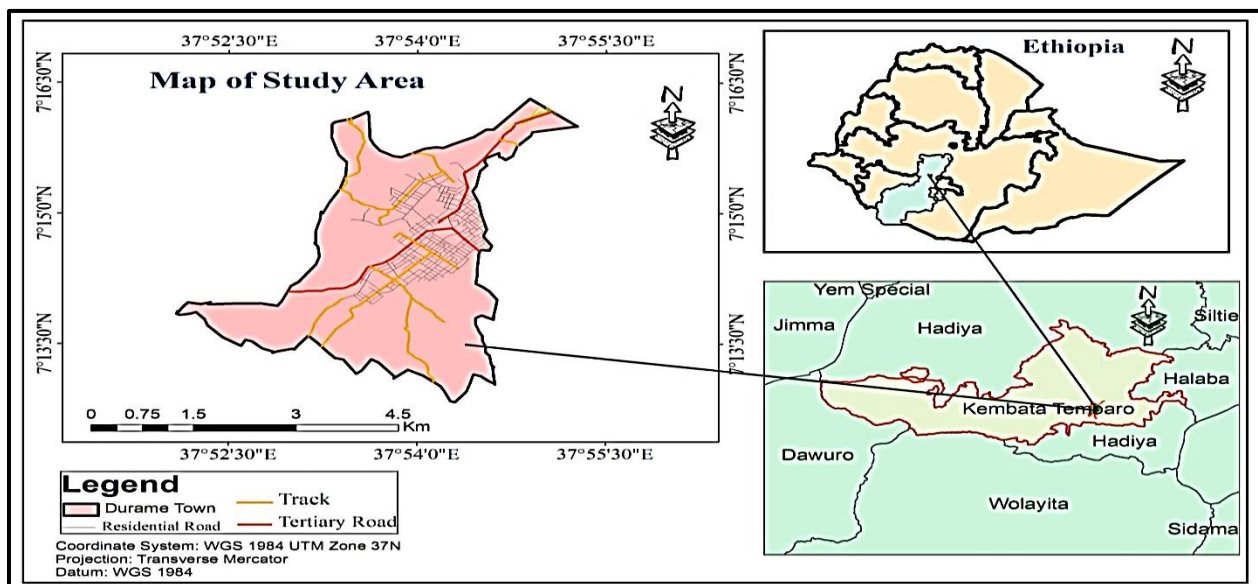 37°52'30"E 37°54'0"E 37°55'30"E
Map of Study Area
N
7°16'30"N
7°15'0"N
7°13'30"N
7°16'30"N
7°15'0"N
7°13'30"N
0 0.75 1.5 3 4.5
Km
37°52'30"E 37°54'0"E 37°55'30"E
Legend
Durame Town
Residential Road
Track
Tertiary Road
Coordinate System: WGS 1984 UTM Zone 37N
Projection: Transverse Mercator
Datum: WGS 1984
Ethiopia
N
Yem Special
Jimma
Hadiya
N
Siltie
Halaba
Kembata Tembaro
Hadiya
Dawuro
Wolayita
Sidama